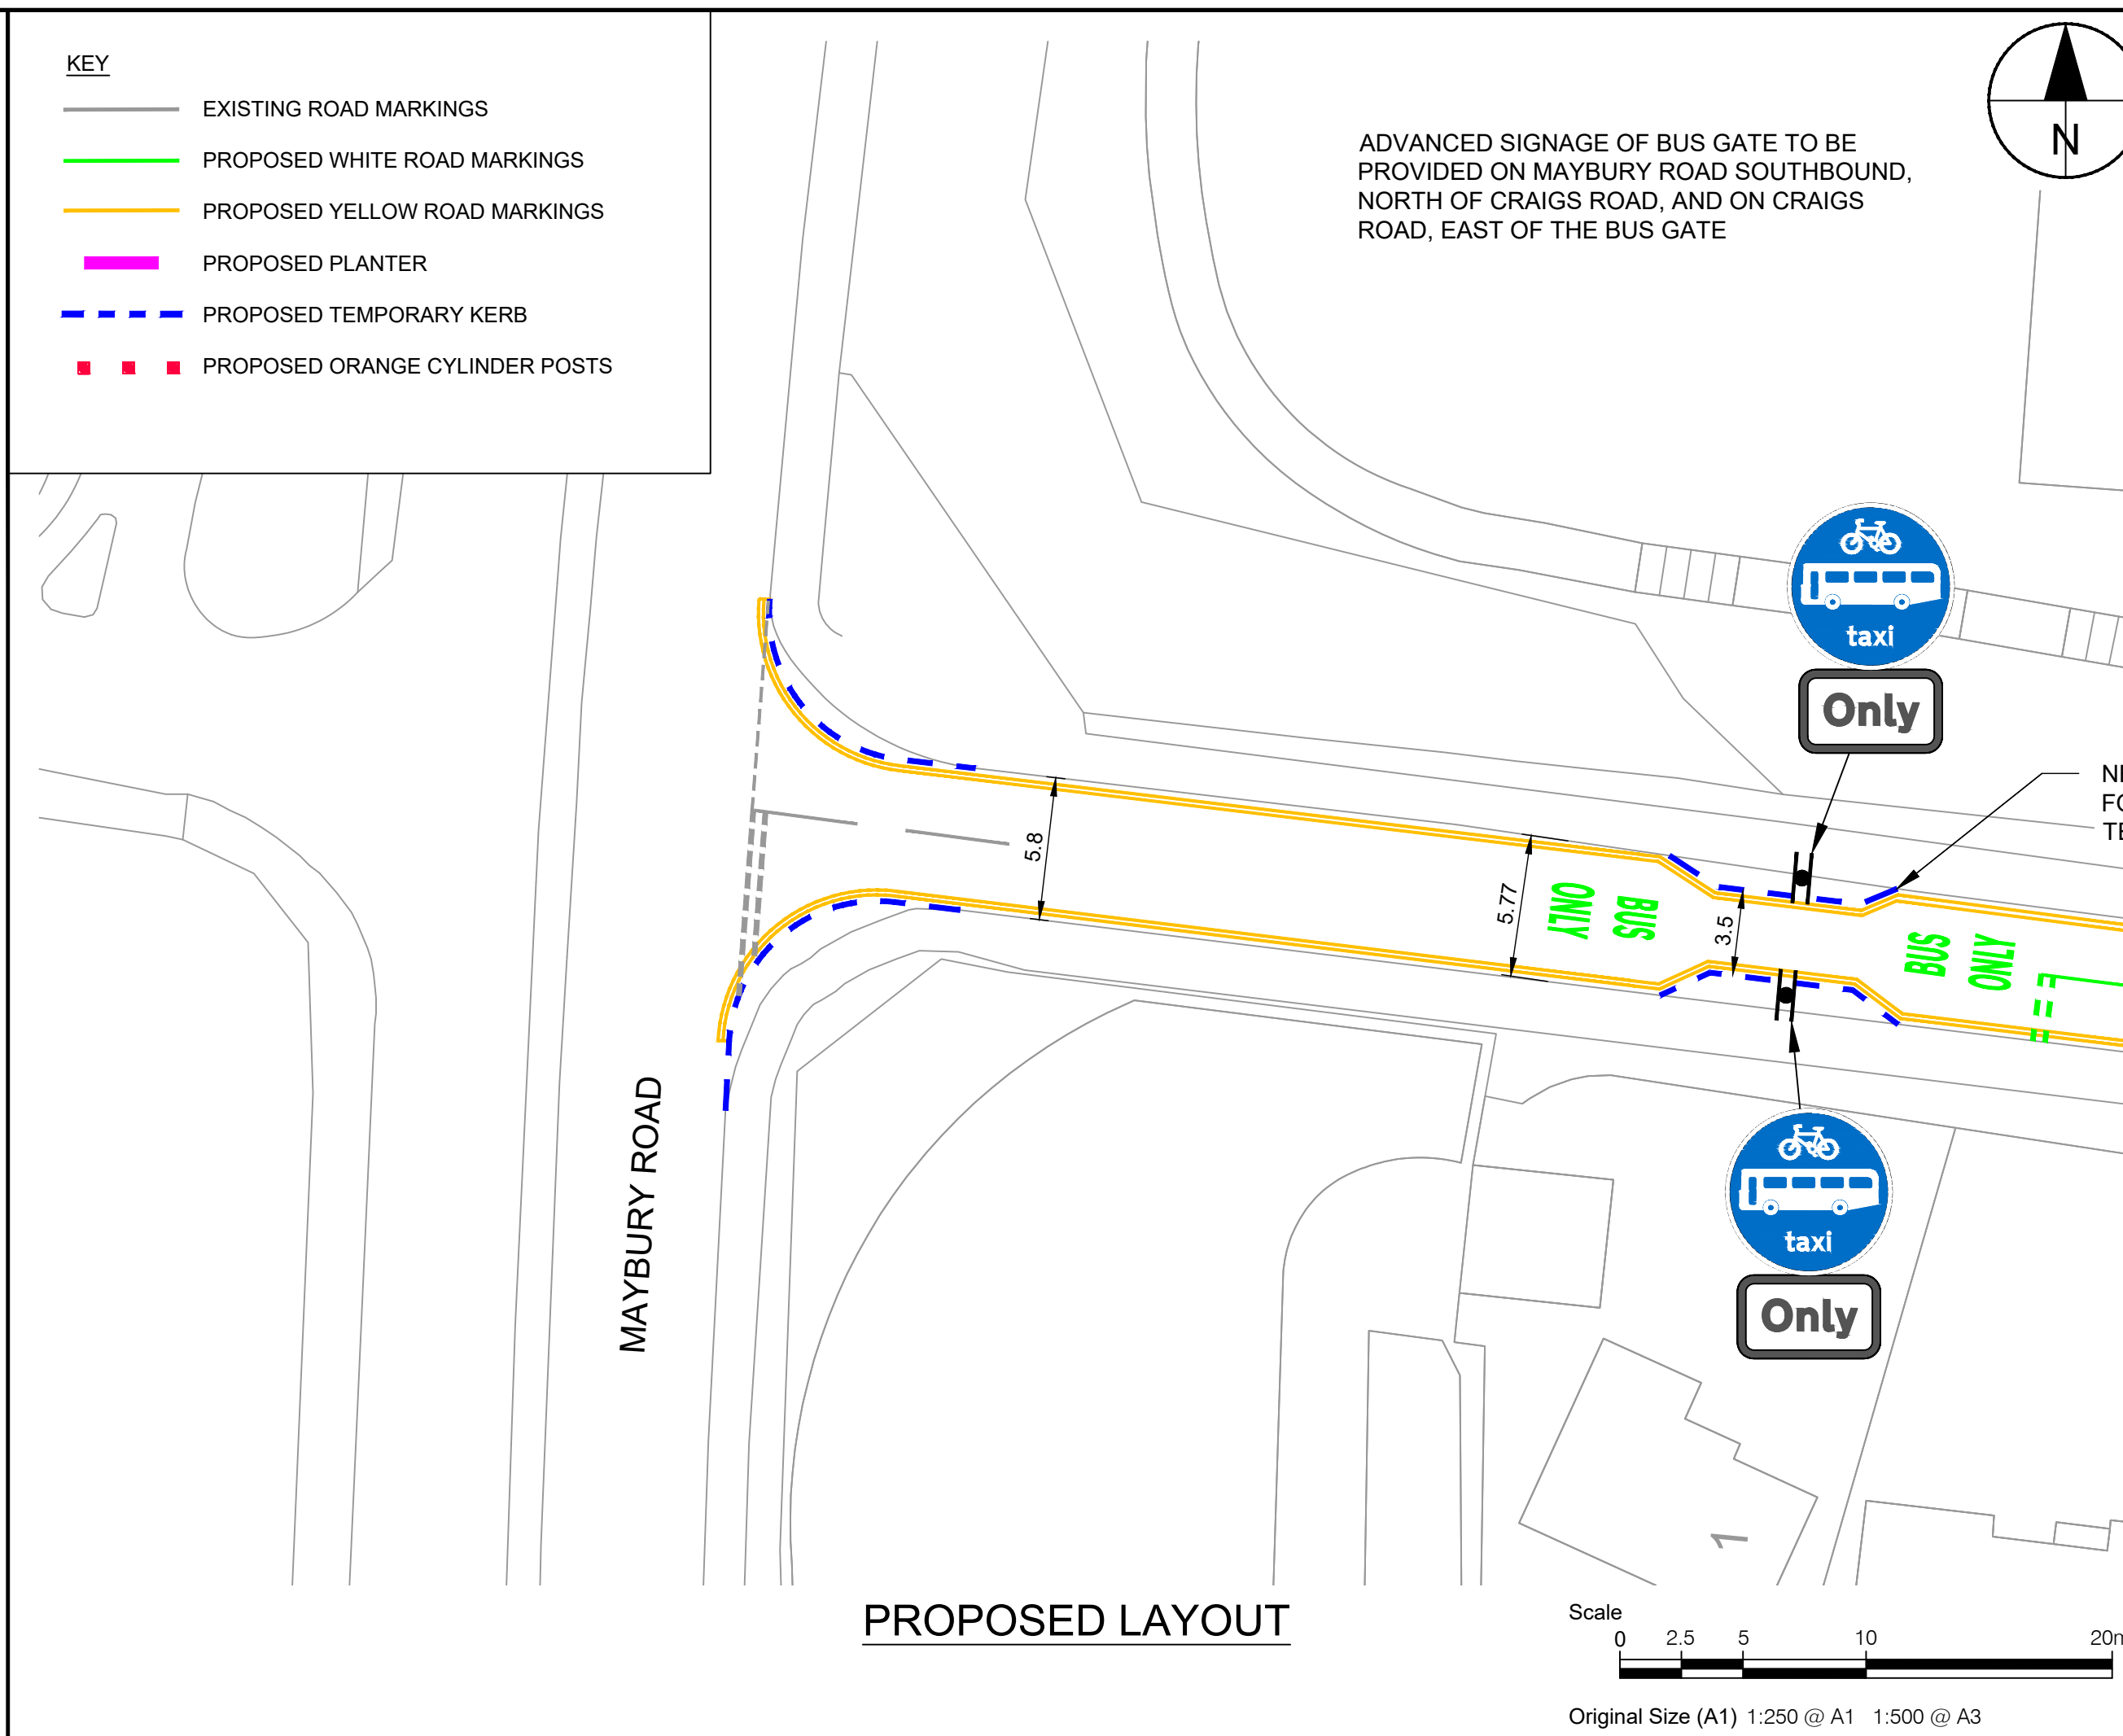 KEY
EXISTING ROAD MARKINGS
PROPOSED WHITE ROAD MARKINGS
PROPOSED YELLOW ROAD MARKINGS
PROPOSED PLANTER
PROPOSED TEMPORARY KERB
PROPOSED ORANGE CYLINDER POSTS
ADVANCED SIGNAGE OF BUS GATE TO BE
PROVIDED ON MAYBURY ROAD SOUTHBOUND,
NORTH OF CRAIGS ROAD, AND ON CRAIGS
ROAD, EAST OF THE BUS GATE
N
taxi
Only
5.8
5.77
BUS
ONLY
3.5
BUS
ONLY
MAYBURY ROAD
taxi
Only
1
PROPOSED LAYOUT
Scale
0 2.5 5 10 20m
Original Size (A1) 1:250 @ A1 1:500 @ A3